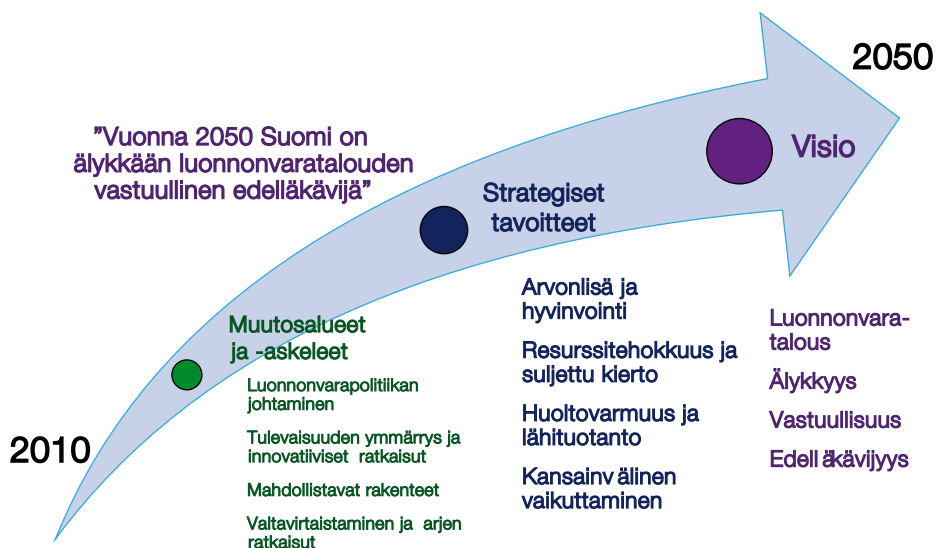 2050
"Vuonna 2050 Suomi on
älykkään luonnonvaratalouden
vastuullinen edelläkävijä"
Visio
Strategiset
tavoitteet
Arvonlisä ja
hyvinvointi
Resurssitehokkuus ja
suljettu kierto
Huoltovarmuus ja
lähituotanto
Kansainv älinen
vaikuttaminen
Luonnonvara-
talous
Älykkyys
Vastuullisuus
Edell äkävijyys
Muutosalueet
ja -askeleet
Luonnonvarapolitiikan
johtaminen
Tulevaisuuden ymmärrys ja
innovatiiviset ratkaisut
Mahdollistavat rakenteet
Valtavirtaistaminen ja arjen
ratkaisut
2010